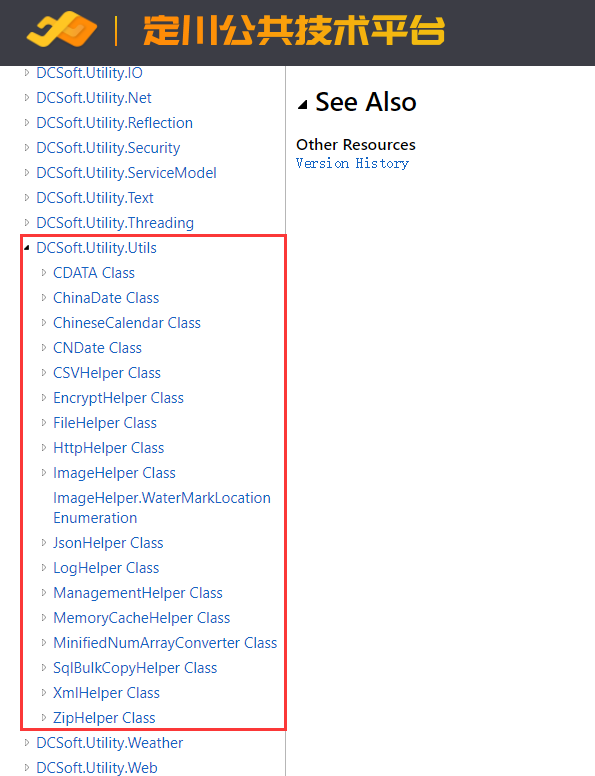 定川公共技术平台
DCSoft.Utility.IO
DCSoft.Utility.Net
DCSoft.Utility.Reflection
DCSoft.Utility.Security
DCSoft.Utility.ServiceModel
DCSoft.Utility.Text
DCSoft.Utility.Threading
DCSoft.Utility.Utils
CDATA Class
ChinaDate Class
ChineseCalendar Class
CNDate Class
CSVHelper Class
EncryptHelper Class
FileHelper Class
HttpHelper Class
ImageHelper Class
ImageHelper.WaterMarkLocation
Enumeration
JsonHelper Class
LogHelper Class
ManagementHelper Class
MemoryCacheHelper Class
MinifiedNumArrayConverter Class
SqlBulkCopyHelper Class
XmlHelper Class
ZipHelper Class
DCSoft.Utility.Weather
DCSoft.Utility.Web
See Also
Other Resources
Version History